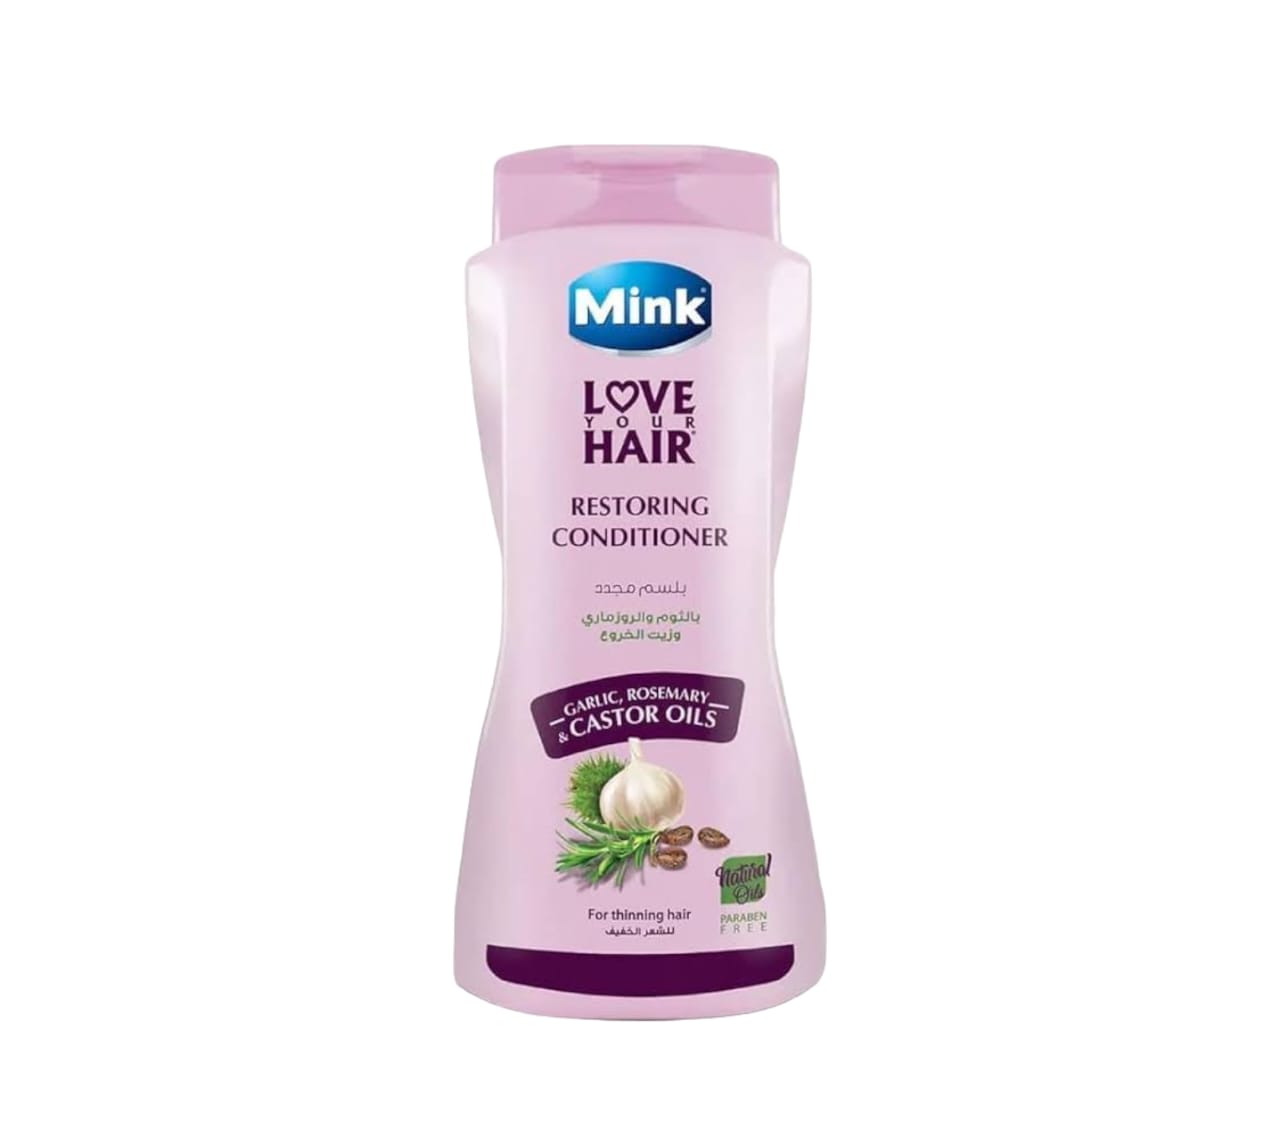 Mink®
LOVE
YOUR
HAIR®
RESTORING
CONDITIONER
بلسم مجدد
بالثوم والروزماري
وزيت الخروع
GARLIC, ROSEMARY
& CASTOR OILS
Natural
Oils
PARABEN
FREE
For thinning hair
للشعر الخفيف